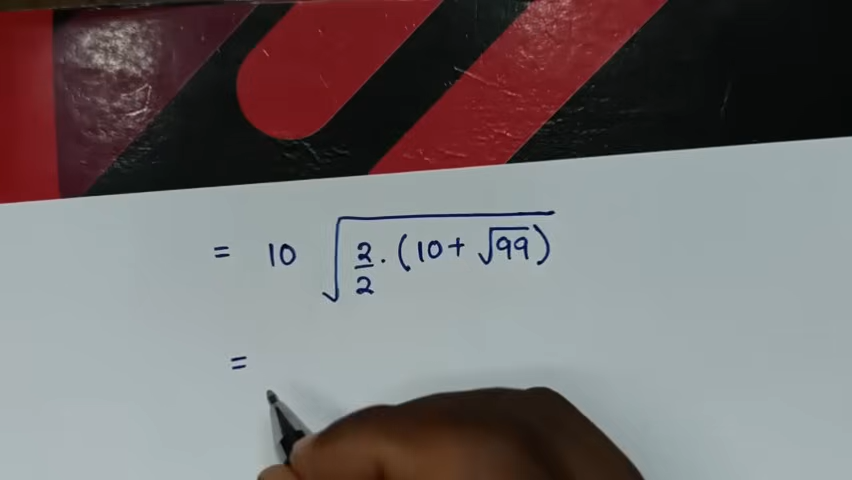 = 10 √(2/2 · (10 + √99))
=